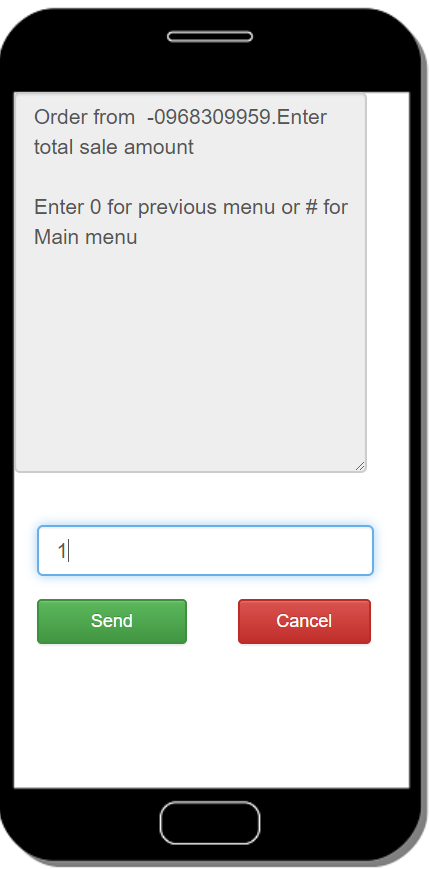 Order from  -0968309959.Enter
total sale amount
Enter 0 for previous menu or # for
Main menu
1
Send
Cancel